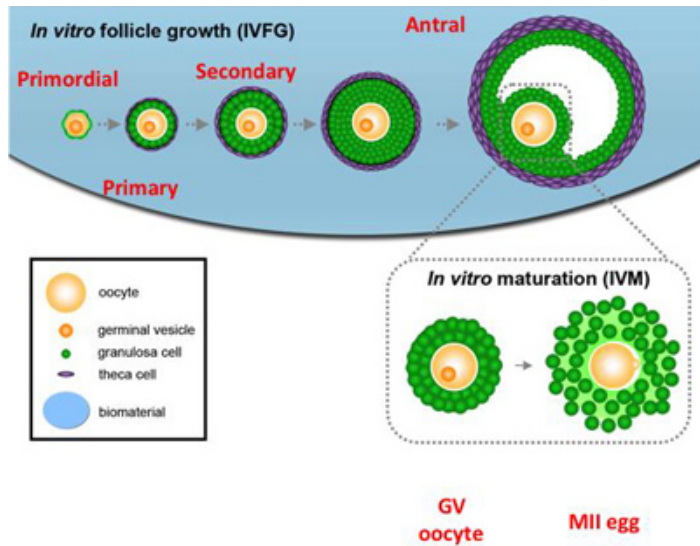 In vitro follicle growth (IVFG)
Antral
Primordial
Secondary
Primary
In vitro maturation (IVM)
oocyte
germinal vesicle
granulosa cell
theca cell
biomaterial
GV
oocyte
MII egg